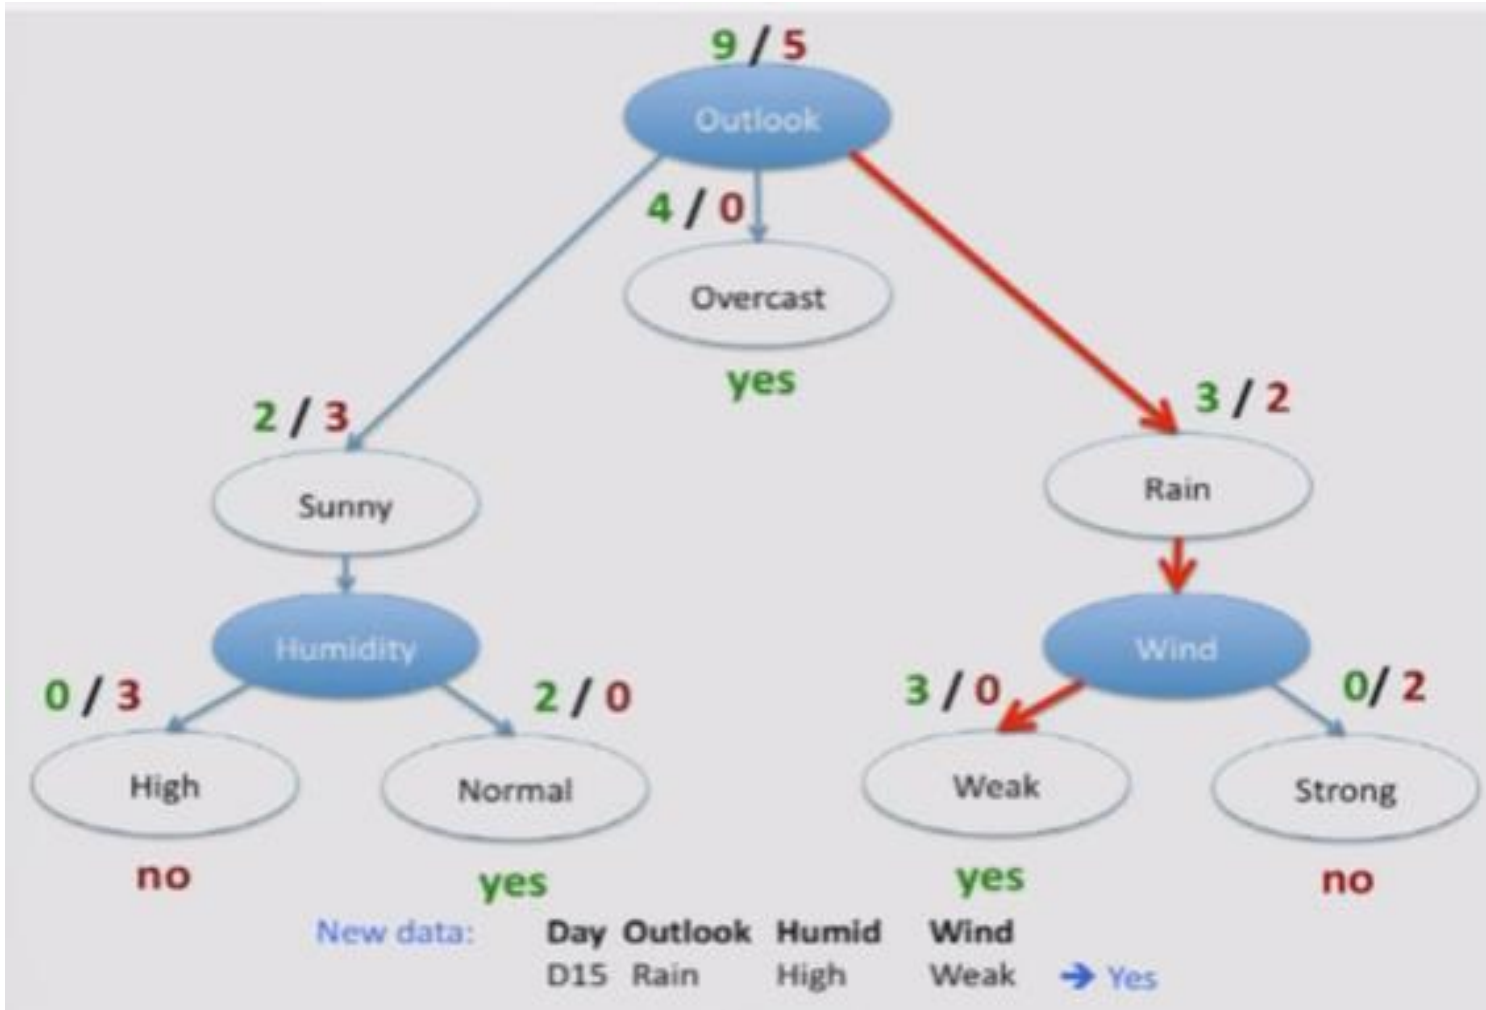 9 / 5
Outlook
4 / 0
Overcast
yes
2 / 3
3 / 2
Sunny
Rain
Humidity
Wind
0 / 3
2 / 0
3 / 0
0/ 2
High
Normal
Weak
Strong
no
yes
yes
no
New data: Day Outlook Humid Wind
D15 Rain High Weak → Yes